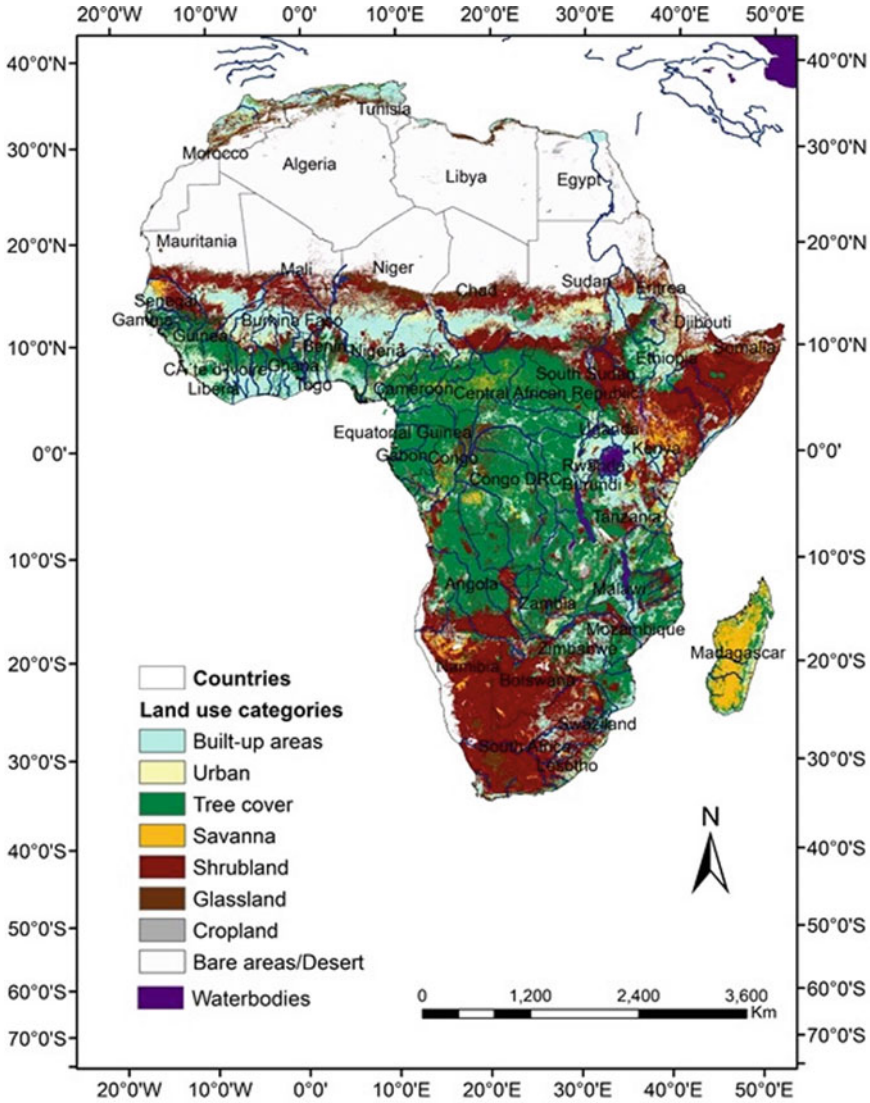 20°0'W 10°0'W 0°0' 10°0'E 20°0'E 30°0'E 40°0'E 50°0'E
40°0'N 40°0'N
Tunisia
30°0'N 30°0'N
Morocco
Algeria
Libya
Egypt
20°0'N 20°0'N
Mauritania
Mali
Niger
Chad
Sudan
Eritrea
Senegal
Gambia
Burkina Faso
Djibouti
Guinea
Benin
Nigeria
10°0'N 10°0'N
Somalia
Ethiopia
CÃ´te d'Ivoire
Ghana
Liberia
Togo
South Sudan
Cameroon
Central African Republic
Equatorial Guinea
Uganda
Kenya
0°0' 0°0'
Gabon
Congo
Rwanda
Congo DRC
Burundi
Tanzania
10°0'S 10°0'S
Angola
Malawi
Zambia
Mozambique
Zimbabwe
Madagascar
20°0'S 20°0'S
Namibia
Botswana
Swaziland
South Africa
Lesotho
30°0'S 30°0'S
Countries
Land use categories
Built-up areas
Urban
Tree cover
Savanna
Shrubland
Glassland
Cropland
Bare areas/Desert
Waterbodies
N
40°0'S 40°0'S
50°0'S 50°0'S
60°0'S 60°0'S
70°0'S 70°0'S
0 1,200 2,400 3,600
Km
20°0'W 10°0'W 0°0' 10°0'E 20°0'E 30°0'E 40°0'E 50°0'E